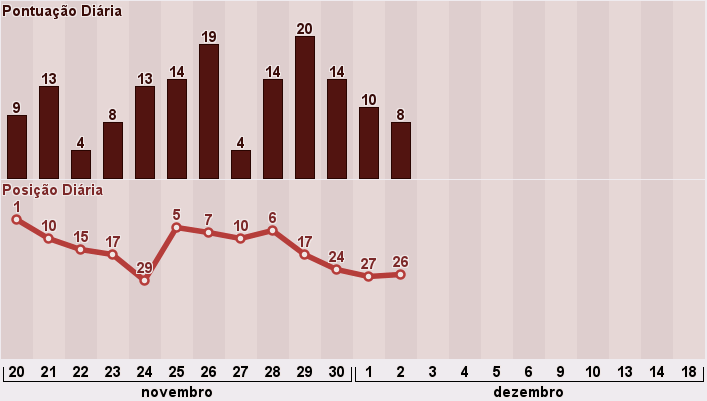 Pontuação Diária
9 13 4 8 13 14 19 4 14 20 14 10 8
Posição Diária
1 10 15 17 29 5 7 10 6 17 24 27 26
20 21 22 23 24 25 26 27 28 29 30 1 2 3 4 5 6 9 10 13 14 18
novembro dezembro